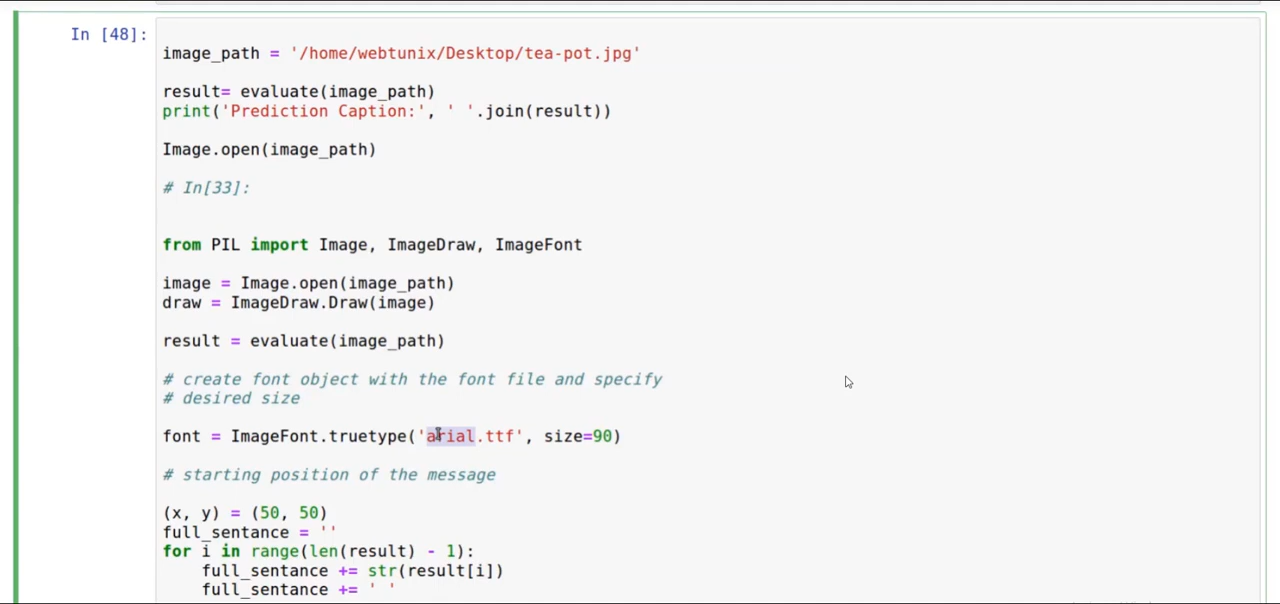 In [48]:
image_path = '/home/webtunix/Desktop/tea-pot.jpg'
result= evaluate(image_path)
print('Prediction Caption:', ' '.join(result))
Image.open(image_path)
# In[33]:
from PIL import Image, ImageDraw, ImageFont
image = Image.open(image_path)
draw = ImageDraw.Draw(image)
result = evaluate(image_path)
# create font object with the font file and specify
# desired size
font = ImageFont.truetype('arial.ttf', size=90)
# starting position of the message
(x, y) = (50, 50)
full_sentance = ''
for i in range(len(result) - 1):
    full_sentance += str(result[i])
    full_sentance += ' '